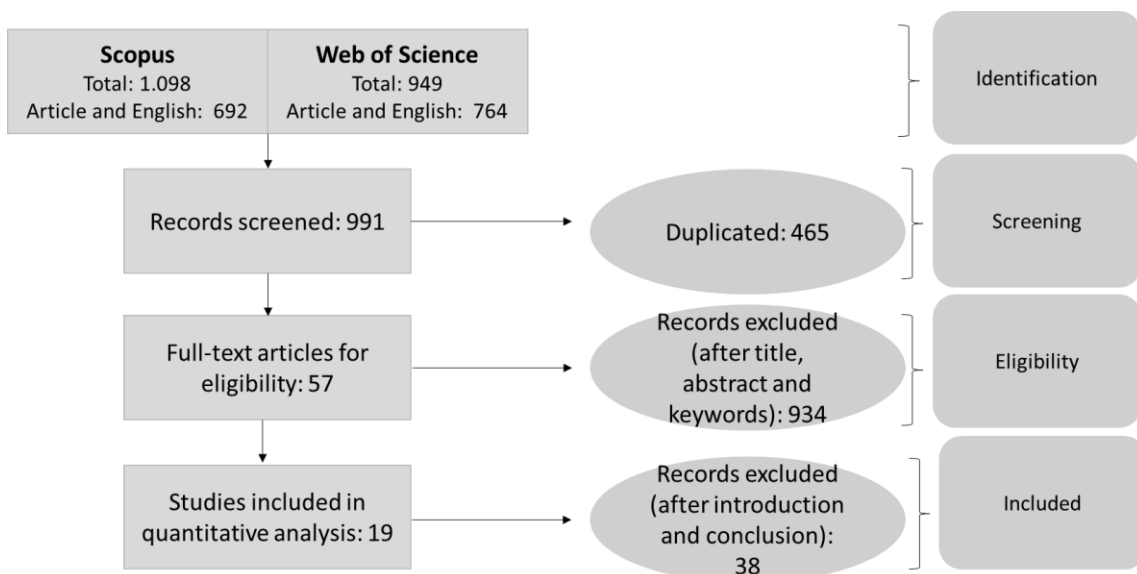 Scopus
Total: 1.098
Article and English: 692
Web of Science
Total: 949
Article and English: 764
Identification
Records screened: 991
Duplicated: 465
Screening
Full-text articles for
eligibility: 57
Records excluded
(after title,
abstract and
keywords): 934
Eligibility
Studies included in
quantitative analysis: 19
Records excluded
(after introduction
and conclusion):
38
Included